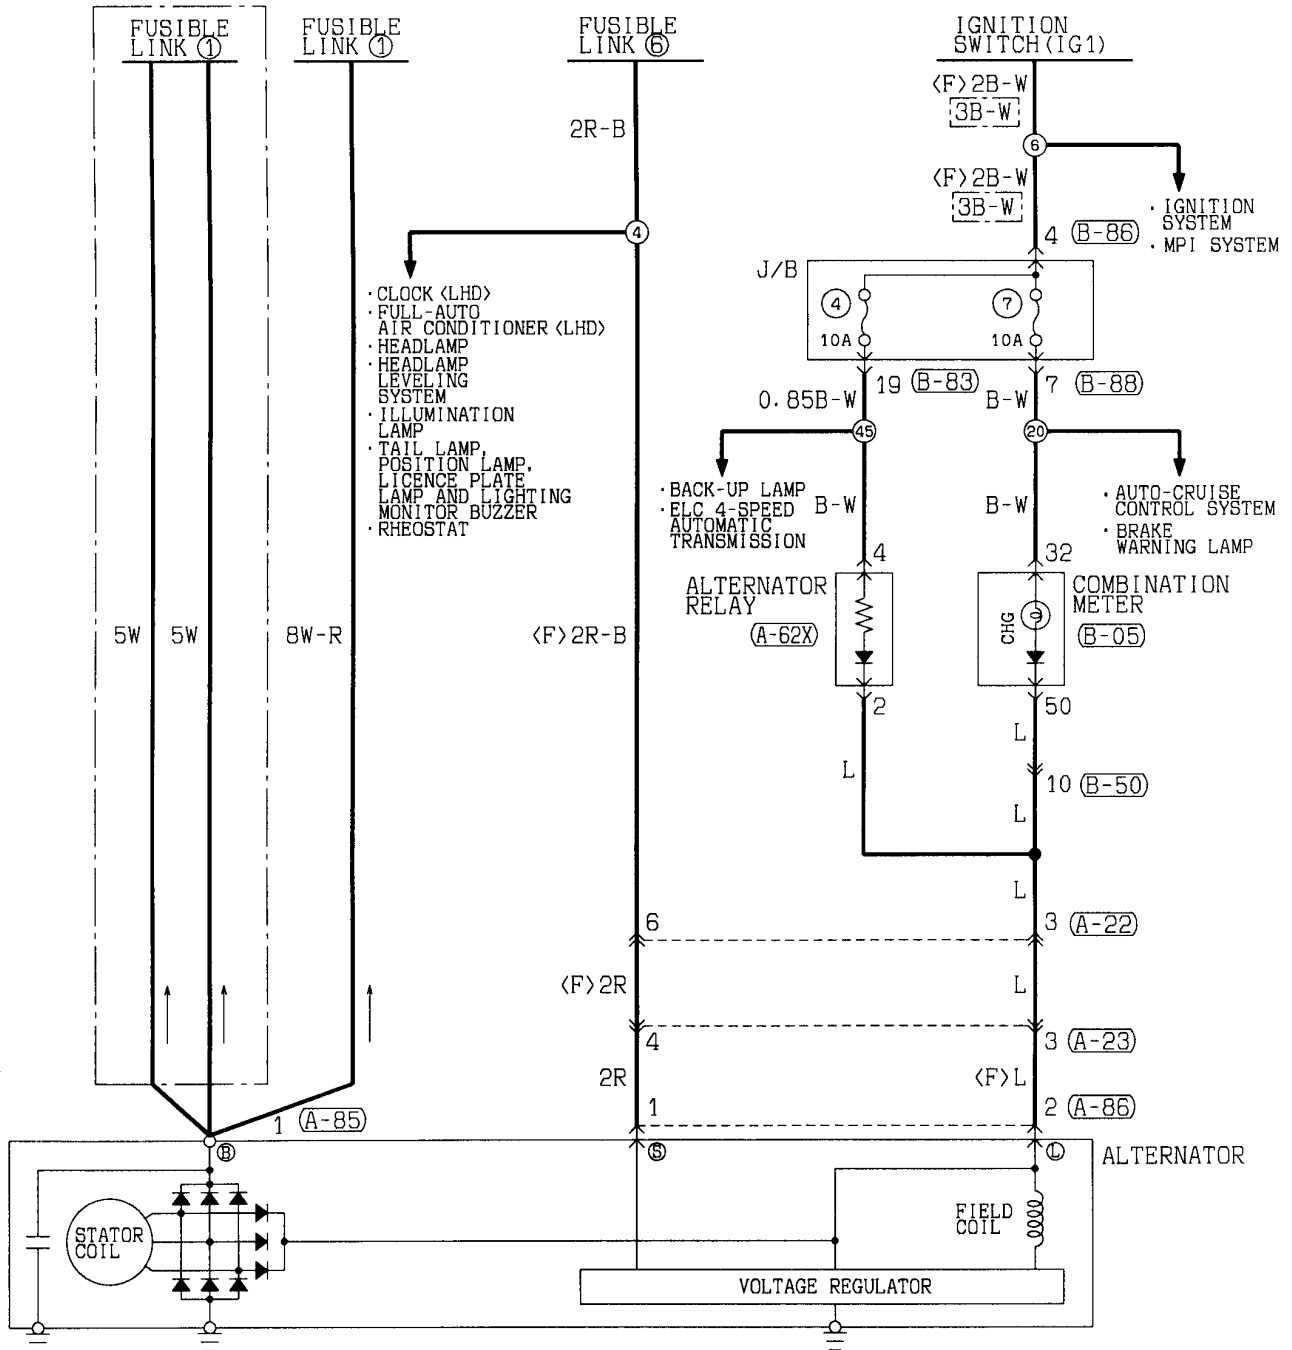 FUSIBLE
LINK ①
FUSIBLE
LINK ①
FUSIBLE
LINK ⑥
IGNITION
SWITCH(IG1)
<F>2B-W
3B-W
2R-B
6
<F>2B-W
3B-W
· IGNITION
SYSTEM
· MPI SYSTEM
4
4 (B-86)
J/B
· CLOCK <LHD>
· FULL-AUTO
AIR CONDITIONER <LHD>
· HEADLAMP
· HEADLAMP
LEVELING
SYSTEM
· ILLUMINATION
LAMP
· TAIL LAMP,
POSITION LAMP,
LICENCE PLATE
LAMP AND LIGHTING
MONITOR BUZZER
· RHEOSTAT
4
10A
7
10A
19 (B-83)
7 (B-88)
0.85B-W
B-W
45
20
· BACK-UP LAMP
· ELC 4-SPEED
AUTOMATIC
TRANSMISSION
B-W
B-W
· AUTO-CRUISE
CONTROL SYSTEM
· BRAKE
WARNING LAMP
4
32
ALTERNATOR
RELAY
(A-62X)
CHG
COMBINATION
METER
(B-05)
5W
5W
8W-R
<F>2R-B
2
50
L
L
10 (B-50)
L
L
6
3 (A-22)
<F>2R
L
4
3 (A-23)
2R
<F>L
1 (A-85)
1
2 (A-86)
B
S
L
ALTERNATOR
STATOR
COIL
FIELD
COIL
VOLTAGE REGULATOR